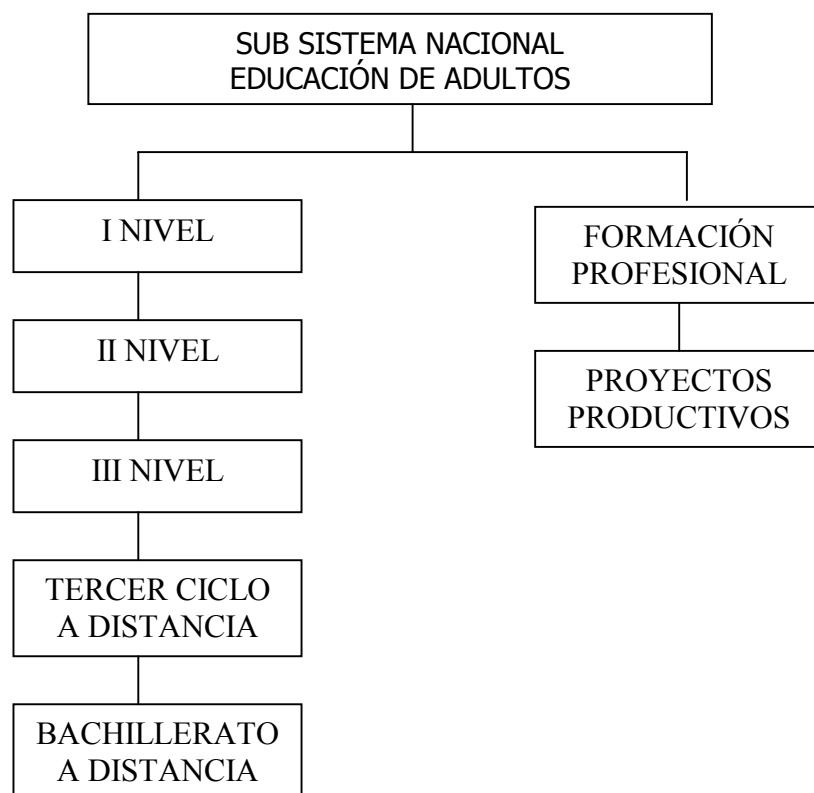 SUB SISTEMA NACIONAL
EDUCACIÓN DE ADULTOS
I NIVEL
II NIVEL
III NIVEL
TERCER CICLO
A DISTANCIA
BACHILLERATO
A DISTANCIA
FORMACIÓN
PROFESIONAL
PROYECTOS
PRODUCTIVOS